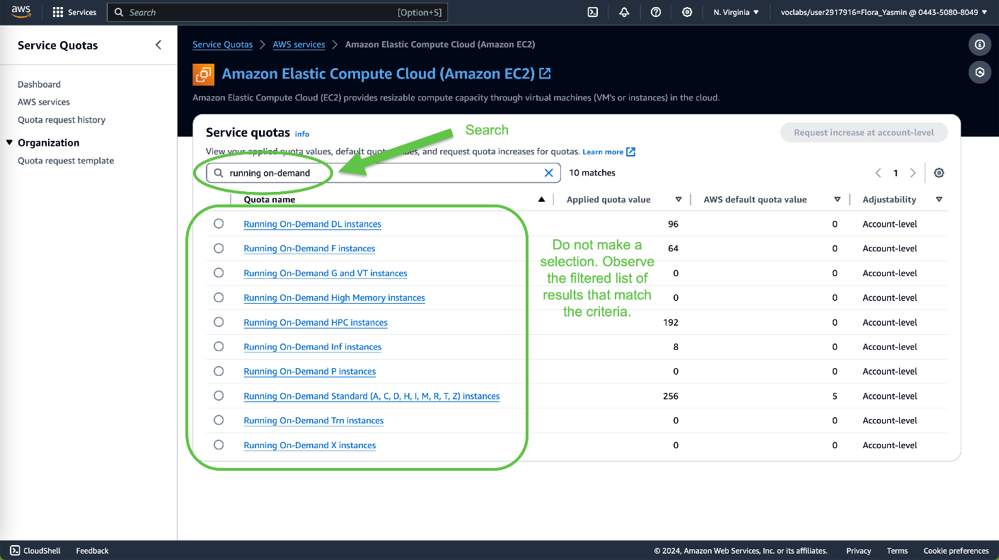 aws
Services
Search
[Option+S]
N. Virginia
voclabs/user2917916=Flora_Yasmin @ 0443-5080-8049
Service Quotas
Dashboard
AWS services
Quota request history
Organization
Quota request template
Service Quotas > AWS services > Amazon Elastic Compute Cloud (Amazon EC2)
Amazon Elastic Compute Cloud (Amazon EC2)
Amazon Elastic Compute Cloud (EC2) provides resizable compute capacity through virtual machines (VM's or instances) in the cloud.
Service quotas info
Search
Request increase at account-level
View your applied quota values, default quota values, and request quota increases for quotas. Learn more
running on-demand
10 matches
1
Quota name Applied quota value AWS default quota value Adjustability
Running On-Demand DL instances 96 0 Account-level
Running On-Demand F instances 64 0 Account-level
Running On-Demand G and VT instances 0 0 Account-level
Running On-Demand High Memory instances 0 0 Account-level
Running On-Demand HPC instances 192 0 Account-level
Running On-Demand Inf instances 8 0 Account-level
Running On-Demand P instances 0 0 Account-level
Running On-Demand Standard (A, C, D, H, I, M, R, T, Z) instances 256 5 Account-level
Running On-Demand Trn instances 0 0 Account-level
Running On-Demand X instances 0 0 Account-level
Do not make a
selection. Observe
the filtered list of
results that match
the criteria.
CloudShell
Feedback
© 2024, Amazon Web Services, Inc. or its affiliates.
Privacy
Terms
Cookie preferences